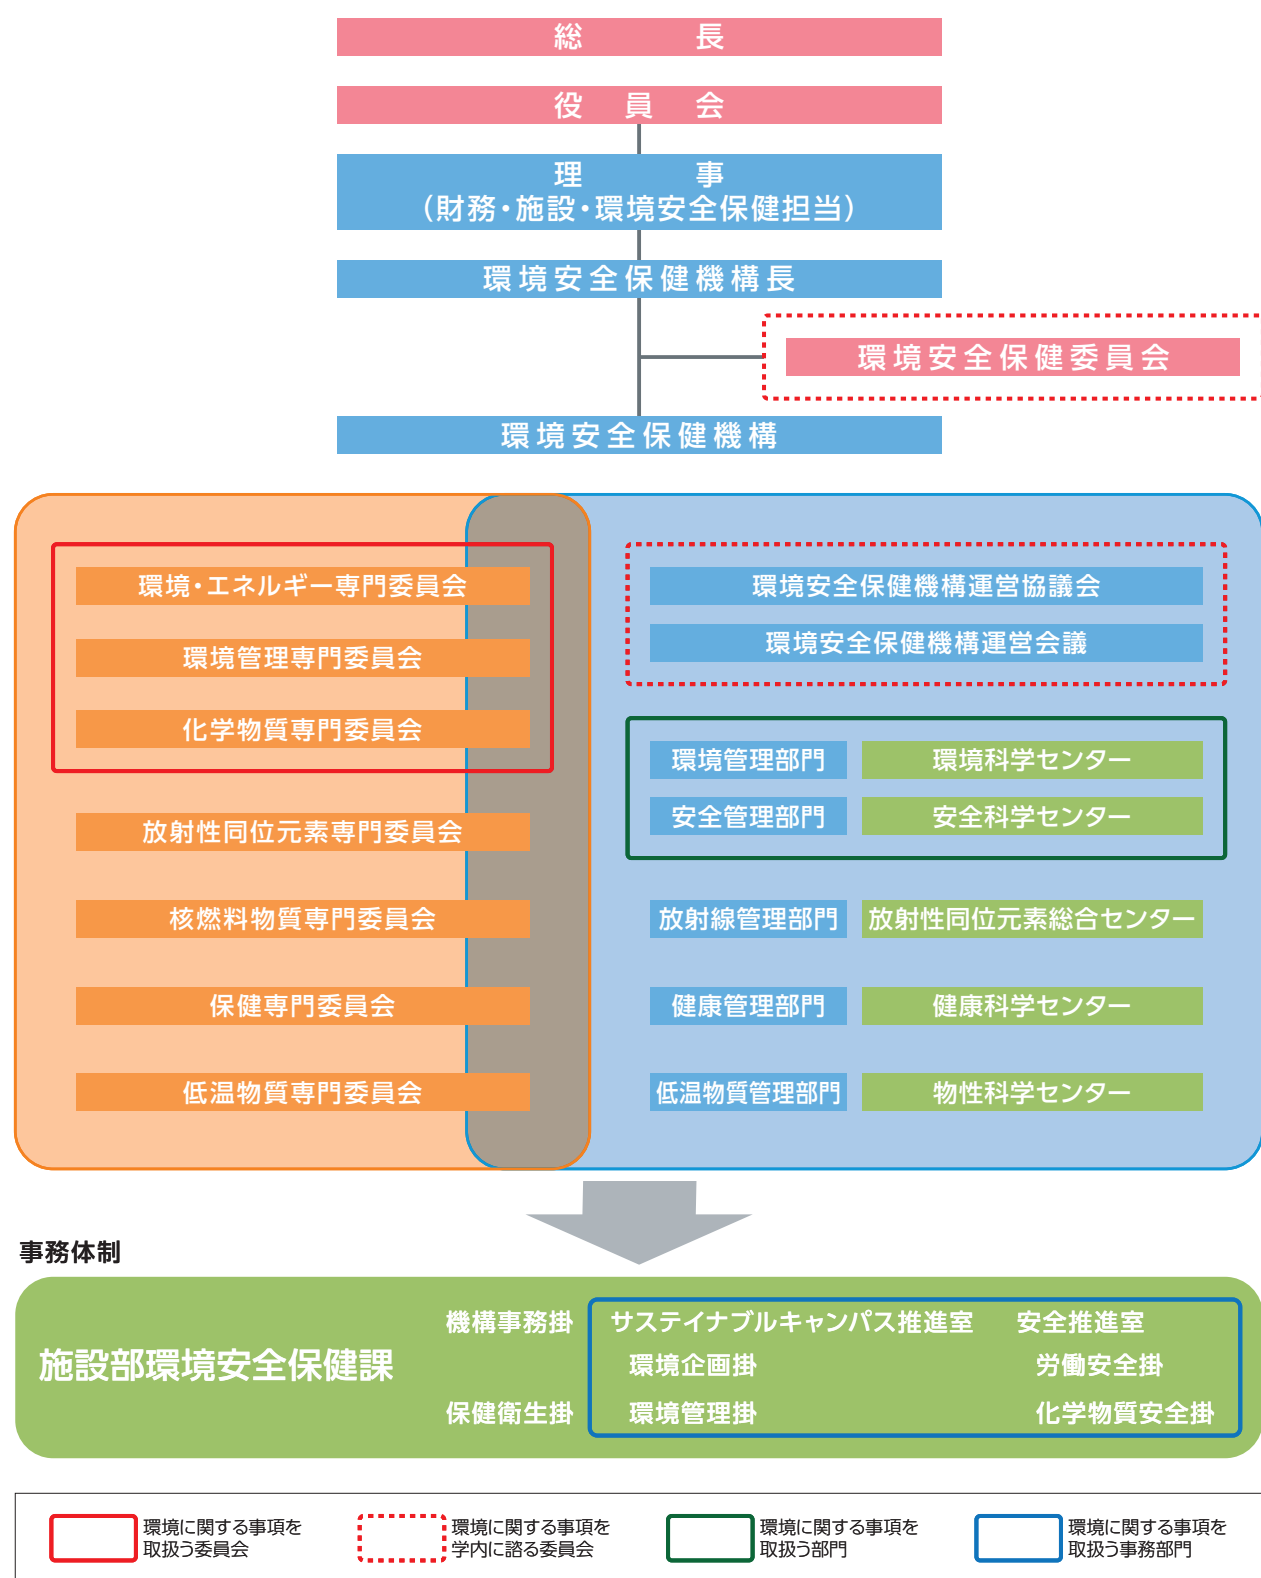 総長
役員会
理事
（財務・施設・環境安全保健担当）
環境安全保健機構長
環境安全保健委員会
環境安全保健機構
環境・エネルギー専門委員会
環境管理専門委員会
化学物質専門委員会
放射性同位元素専門委員会
核燃料物質専門委員会
保健専門委員会
低温物質専門委員会
環境安全保健機構運営協議会
環境安全保健機構運営会議
環境管理部門 環境科学センター
安全管理部門 安全科学センター
放射線管理部門 放射性同位元素総合センター
健康管理部門 健康科学センター
低温物質管理部門 物性科学センター
事務体制
施設部環境安全保健課
機構事務掛
保健衛生掛
サステイナブルキャンパス推進室
環境企画掛
環境管理掛
安全推進室
労働安全掛
化学物質安全掛
環境に関する事項を
取扱う委員会
環境に関する事項を
学内に諮る委員会
環境に関する事項を
取扱う部門
環境に関する事項を
取扱う事務部門